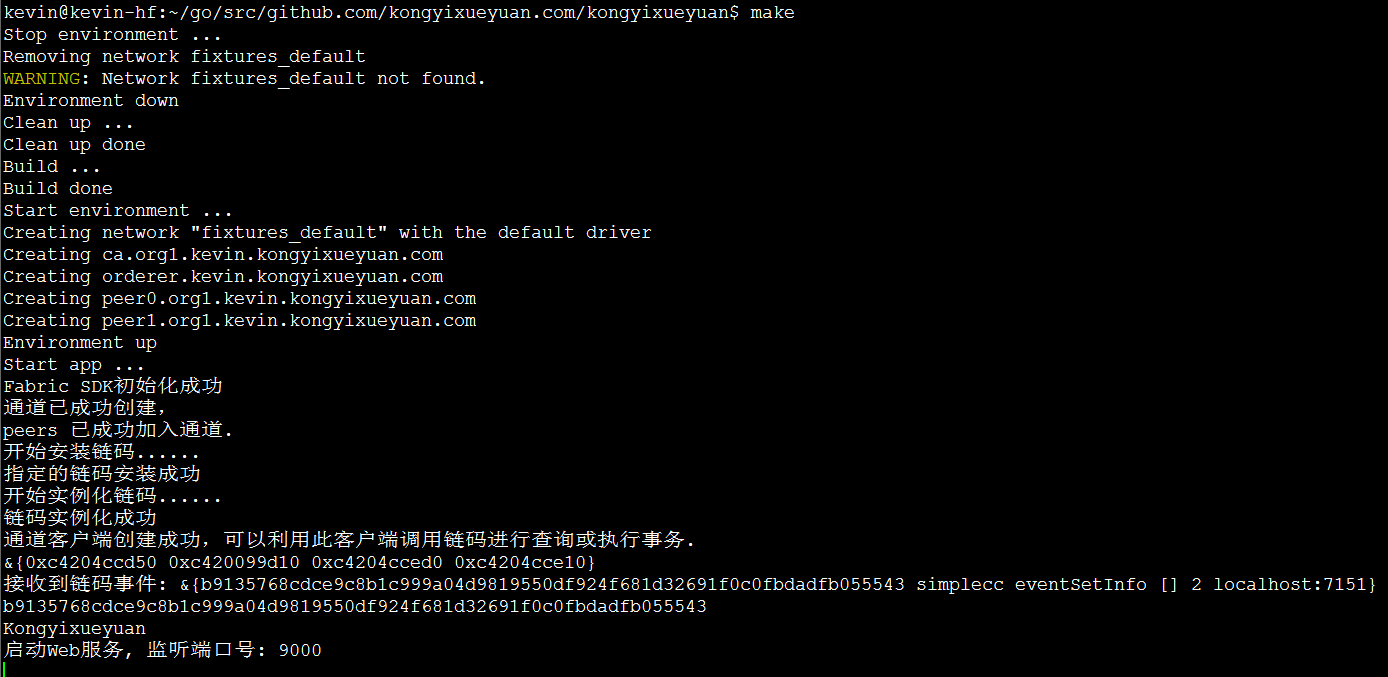 kevin@kevin-hf:~/go/src/github.com/kongyixueyuan.com/kongyixueyuan$ make
Stop environment ...
Removing network fixtures_default
WARNING: Network fixtures_default not found.
Environment down
Clean up ...
Clean up done
Build ...
Build done
Start environment ...
Creating network "fixtures_default" with the default driver
Creating ca.org1.kevin.kongyixueyuan.com
Creating orderer.kevin.kongyixueyuan.com
Creating peer0.org1.kevin.kongyixueyuan.com
Creating peer1.org1.kevin.kongyixueyuan.com
Environment up
Start app ...
Fabric SDK初始化成功
通道已成功创建，
peers 已成功加入通道.
开始安装链码......
指定的链码安装成功
开始实例化链码......
链码实例化成功
通道客户端创建成功，可以利用此客户端调用链码进行查询或执行事务.
&{0xc4204ccd50 0xc420099d10 0xc4204cced0 0xc4204cce10}
接收到链码事件: &{b9135768cdce9c8b1c999a04d9819550df924f681d32691f0c0fbdadfb055543 simplecc eventSetInfo [] 2 localhost:7151}
b9135768cdce9c8b1c999a04d9819550df924f681d32691f0c0fbdadfb055543
Kongyixueyuan
启动Web服务, 监听端口号: 9000